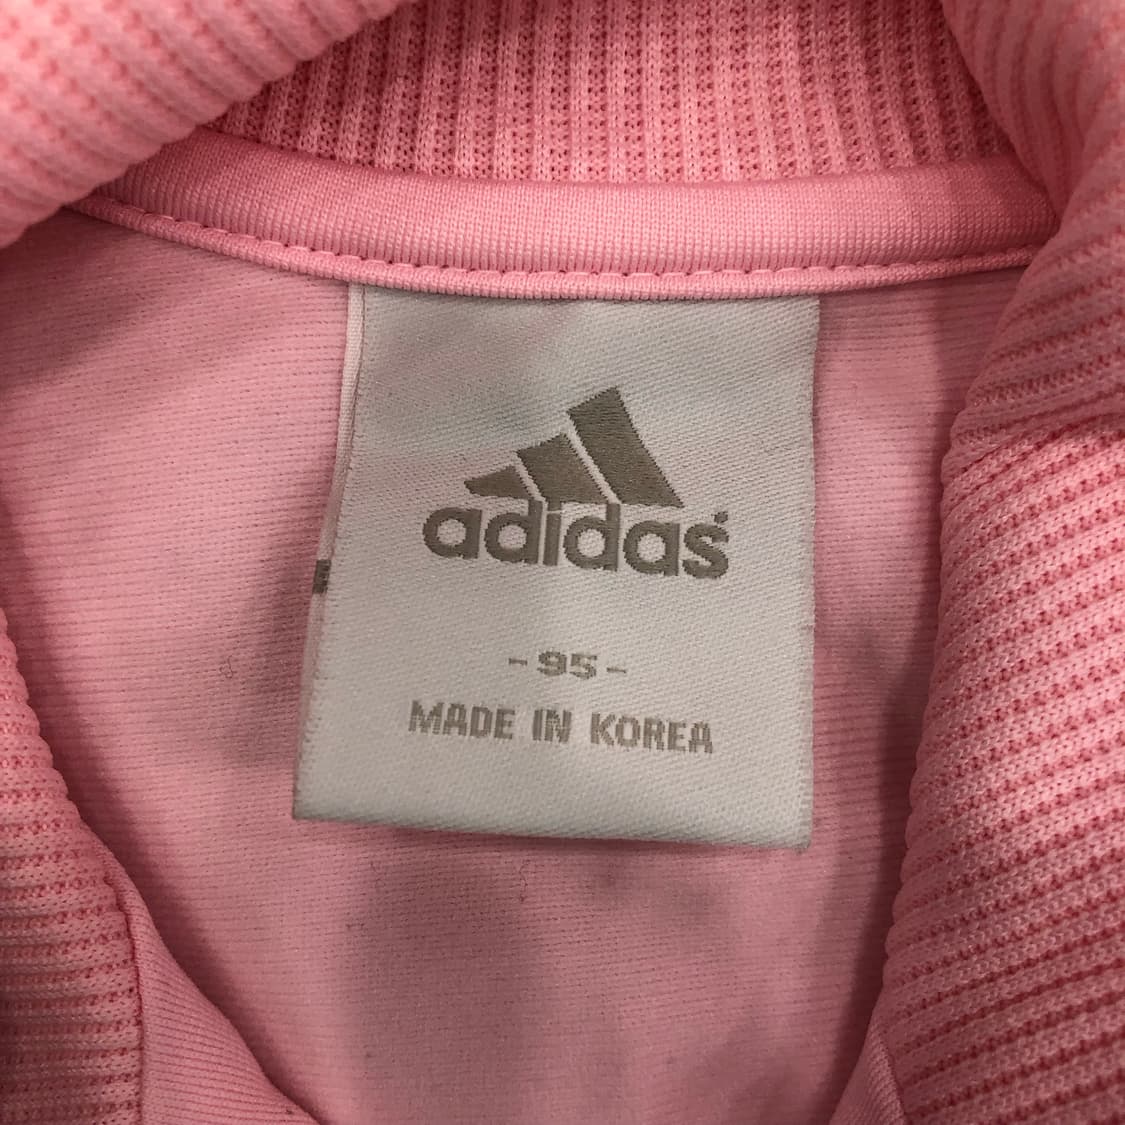 adidas
-95-
MADE IN KOREA